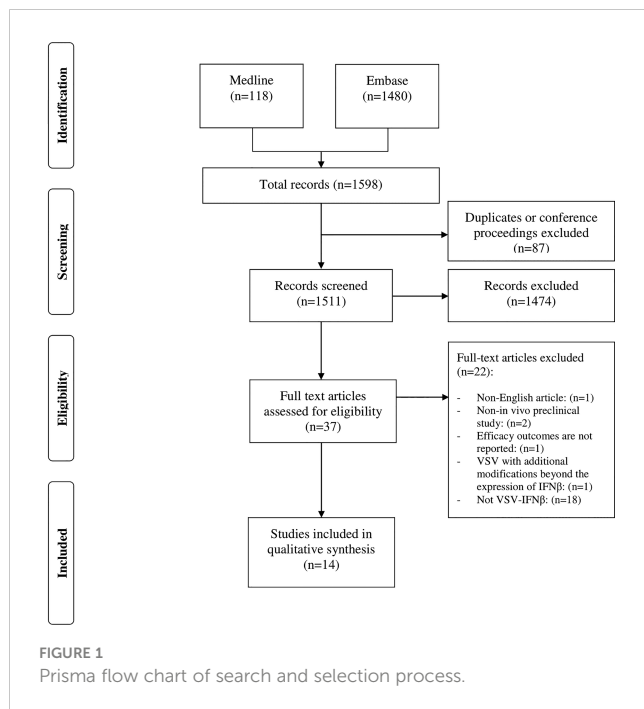 Identification
Medline
(n=118)
Embase
(n=1480)
Total records (n=1598)
Screening
Duplicates or conference
proceedings excluded
(n=87)
Records screened
(n=1511)
Records excluded
(n=1474)
Eligibility
Full text articles
assessed for eligibility
(n=37)
Full-text articles excluded
(n=22):
- Non-English article: (n=1)
- Non-in vivo preclinical
study: (n=2)
- Efficacy outcomes are not
reported: (n=1)
- VSV with additional
modifications beyond the
expression of IFNβ: (n=1)
- Not VSV-IFNβ: (n=18)
Included
Studies included in
qualitative synthesis
(n=14)
FIGURE 1
Prisma flow chart of search and selection process.